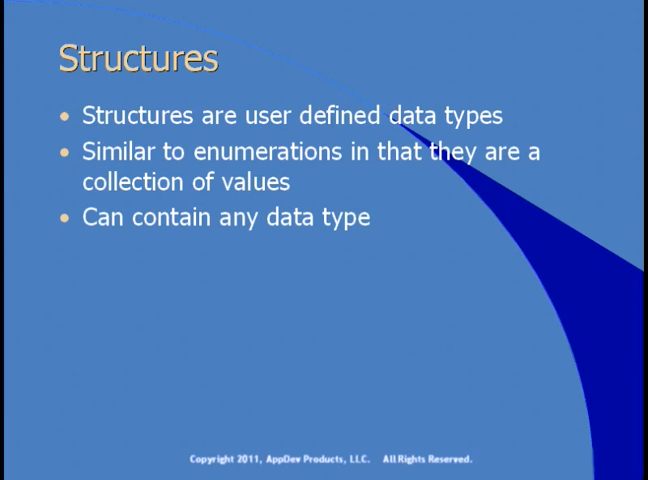 Structures
• Structures are user defined data types
• Similar to enumerations in that they are a
collection of values
• Can contain any data type
Copyright 2011, AppDev Products, LLC. All Rights Reserved.